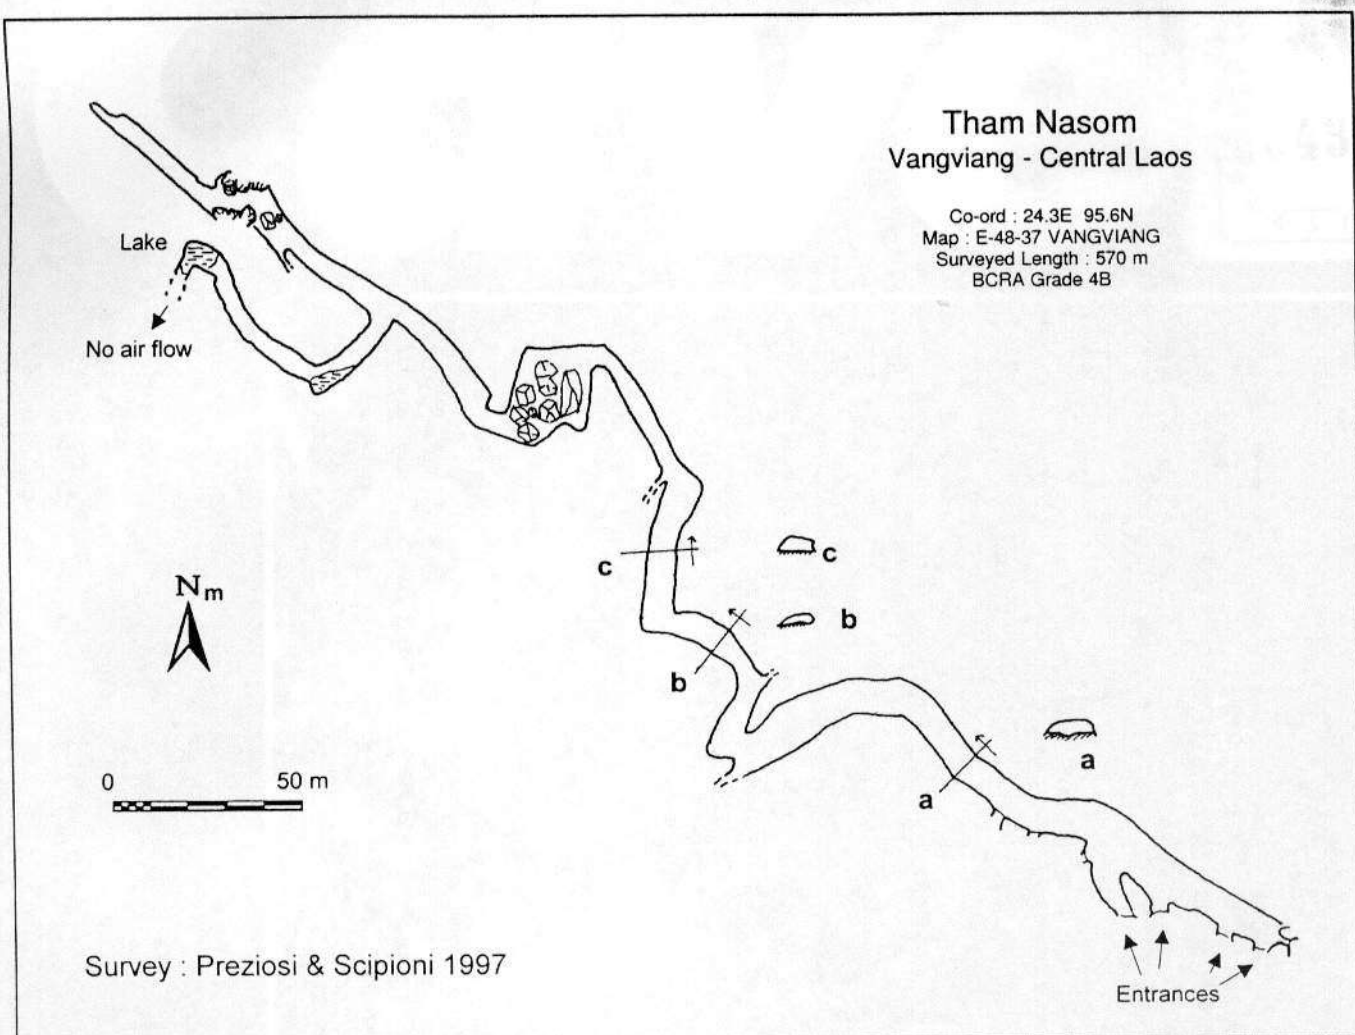 Tham Nasom
Vangviang - Central Laos
Co-ord : 24.3E 95.6N
Map : E-48-37 VANGVIANG
Surveyed Length : 570 m
BCRA Grade 4B
Lake
No air flow
c
c
Nm
b
b
a
a
0 50 m
Survey : Preziosi & Scipioni 1997
Entrances